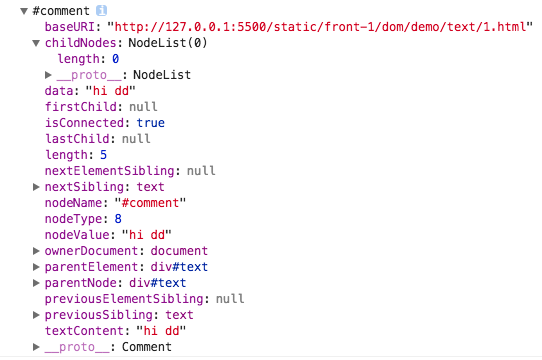 #comment i
baseURI: "http://127.0.0.1:5500/static/front-1/dom/demo/text/1.html"
childNodes: NodeList(0)
length: 0
__proto__: NodeList
data: "hi dd"
firstChild: null
isConnected: true
lastChild: null
length: 5
nextElementSibling: null
nextSibling: text
nodeName: "#comment"
nodeType: 8
nodeValue: "hi dd"
ownerDocument: document
parentElement: div#text
parentNode: div#text
previousElementSibling: null
previousSibling: text
textContent: "hi dd"
__proto__: Comment